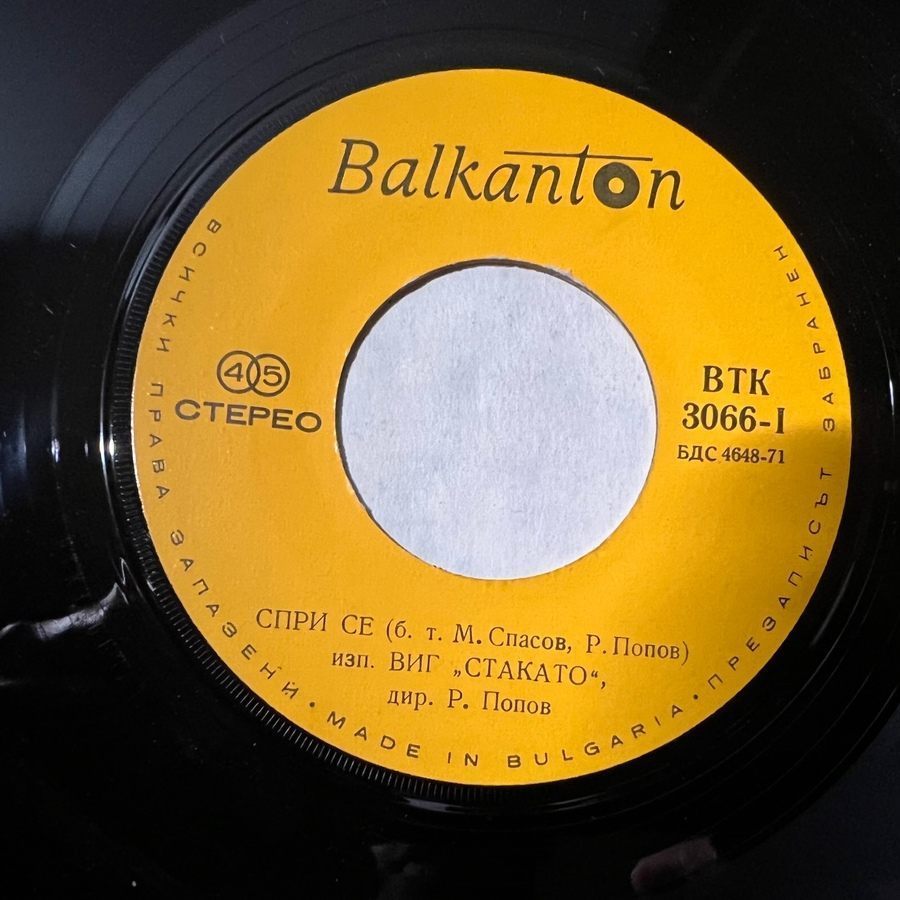 Balkanton
45
СТЕРЕО
ВТК
3066-I
БДС 4648-71
СПРИ СЕ (б. т. М. Спасов, Р. Попов)
изп. ВИГ „СТАКАТО“,
дир. Р. Попов
ВСИЧКИ ПРАВА ЗАПАЗЕНИ • MADE IN BULGARIA • ПРЕЗАПИСЪТ ЗАБРАНЕН